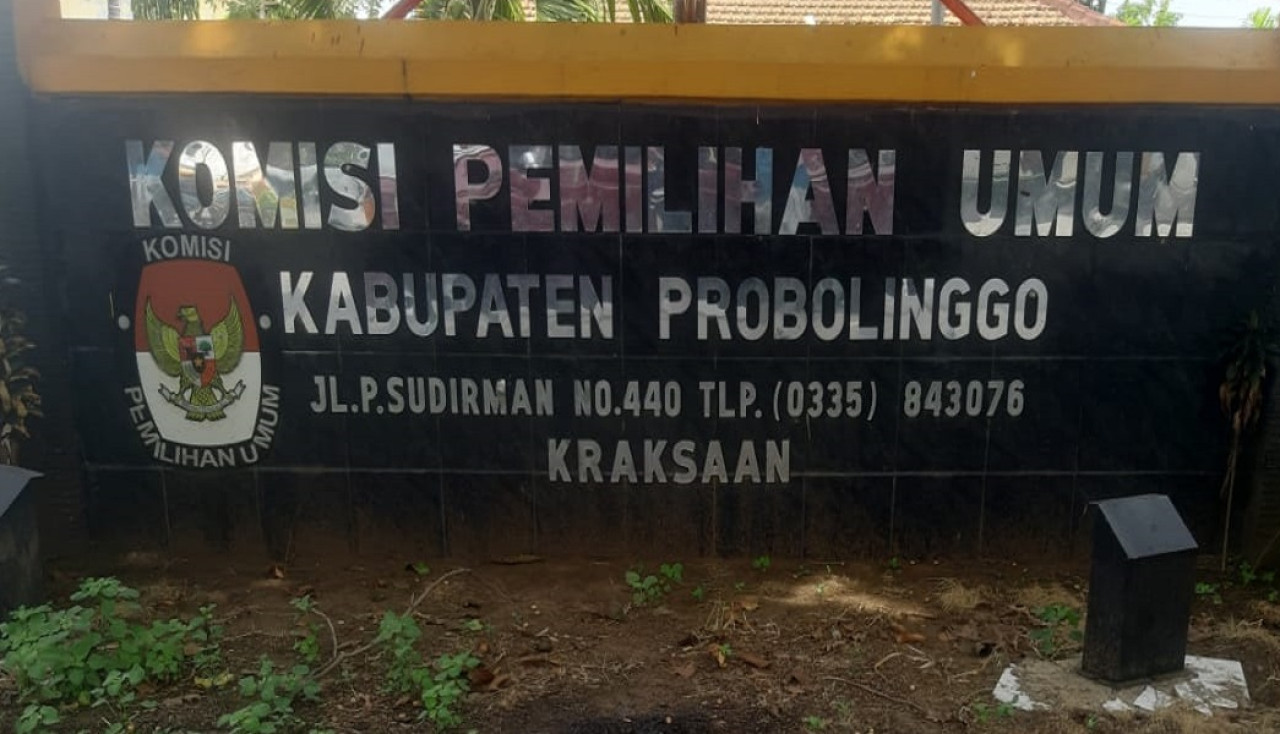 KOMISI PEMILIHAN UMUM
KOMISI
PEMILIHAN UMUM
KABUPATEN PROBOLINGGO
JL.P.SUDIRMAN NO.440 TLP. (0335) 843076
KRAKSAAN